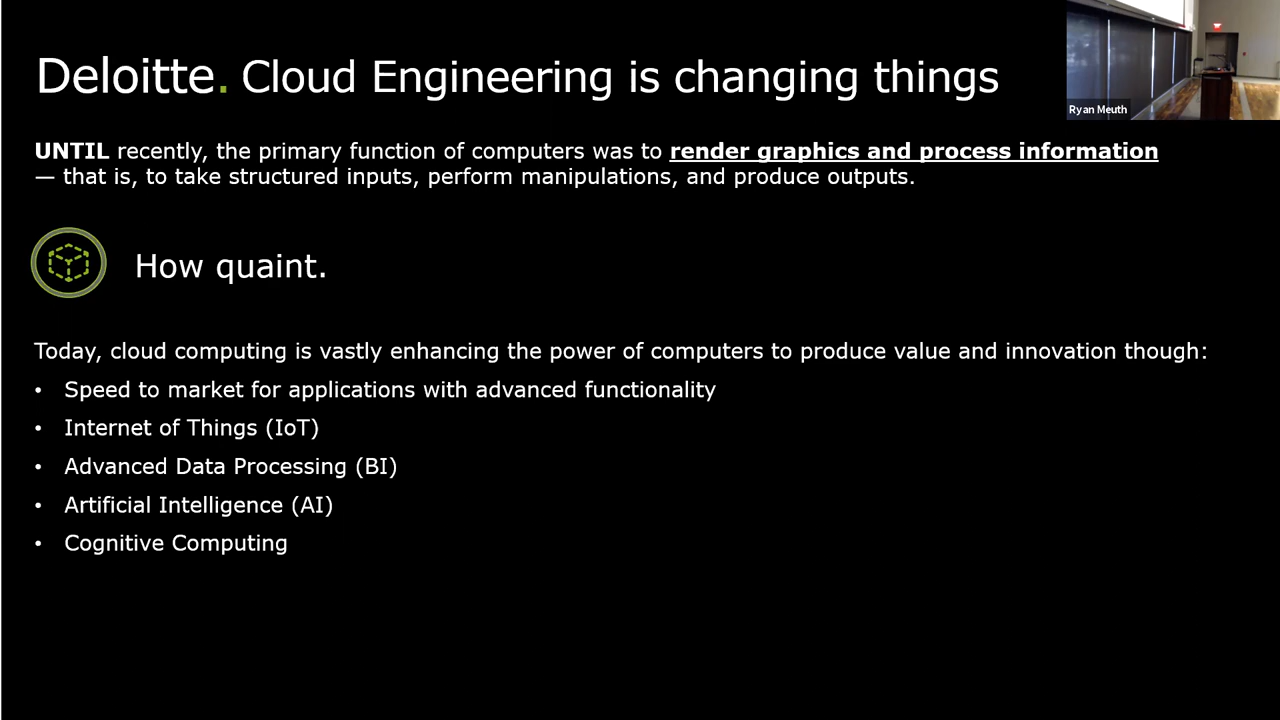 Deloitte. Cloud Engineering is changing things
Ryan Meuth
UNTIL recently, the primary function of computers was to render graphics and process information
— that is, to take structured inputs, perform manipulations, and produce outputs.
How quaint.
Today, cloud computing is vastly enhancing the power of computers to produce value and innovation though:
• Speed to market for applications with advanced functionality
• Internet of Things (IoT)
• Advanced Data Processing (BI)
• Artificial Intelligence (AI)
• Cognitive Computing